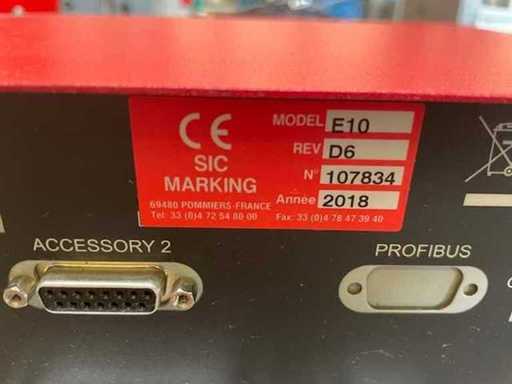 CE
MODEL E10
REV D6
SIC
MARKING
N° 107834
Année 2018
69480 POMMIERS-FRANCE
Tel: 33 (0)4 72 54 80 00 Fax: 33 (0)4 78 47 39 40
ACCESSORY 2
PROFIBUS